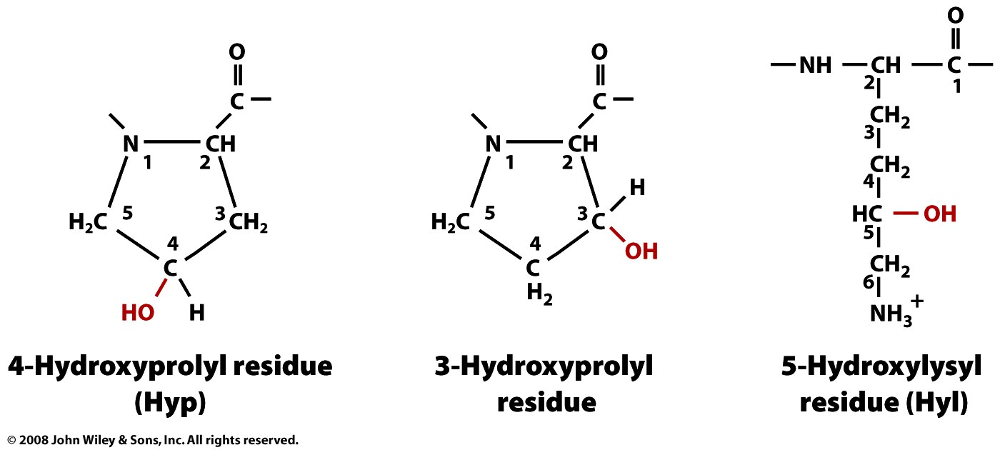 O
C
N
1
CH
2
H₂C
5
3
CH₂
4
C
HO
H
4-Hydroxyprolyl residue
(Hyp)
O
C
N
1
CH
2
H
H₂C
5
3
C
OH
4
C
H₂
3-Hydroxyprolyl
residue
O
NH
CH
C
2
1
CH₂
3
CH₂
4
HC
OH
5
CH₂
6
NH₃⁺
5-Hydroxylysyl
residue (Hyl)
© 2008 John Wiley & Sons, Inc. All rights reserved.